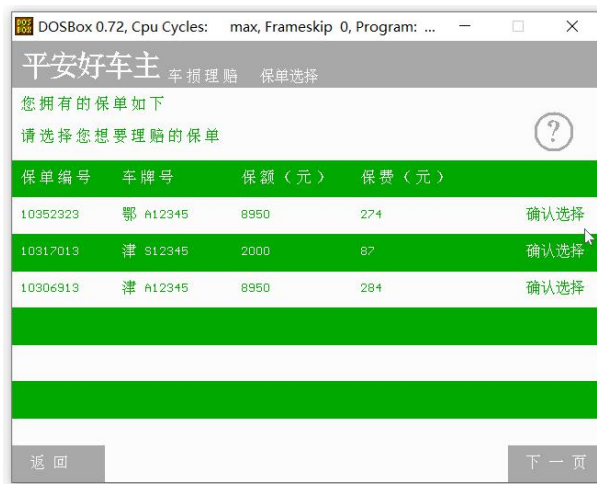 DOSBox 0.72, Cpu Cycles: max, Frameskip 0, Program: ...
平安好车主 车损理赔 保单选择
您拥有的保单如下
请选择您想要理赔的保单
?
保单编号 车牌号 保额（元） 保费（元）
10352323 鄂 A12345 8950 274 确认选择
10317013 津 S12345 2000 87 确认选择
10306913 津 A12345 8950 284 确认选择
返回 下一页